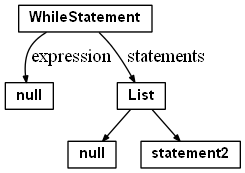 WhileStatement
expression statements
null List
null statement2